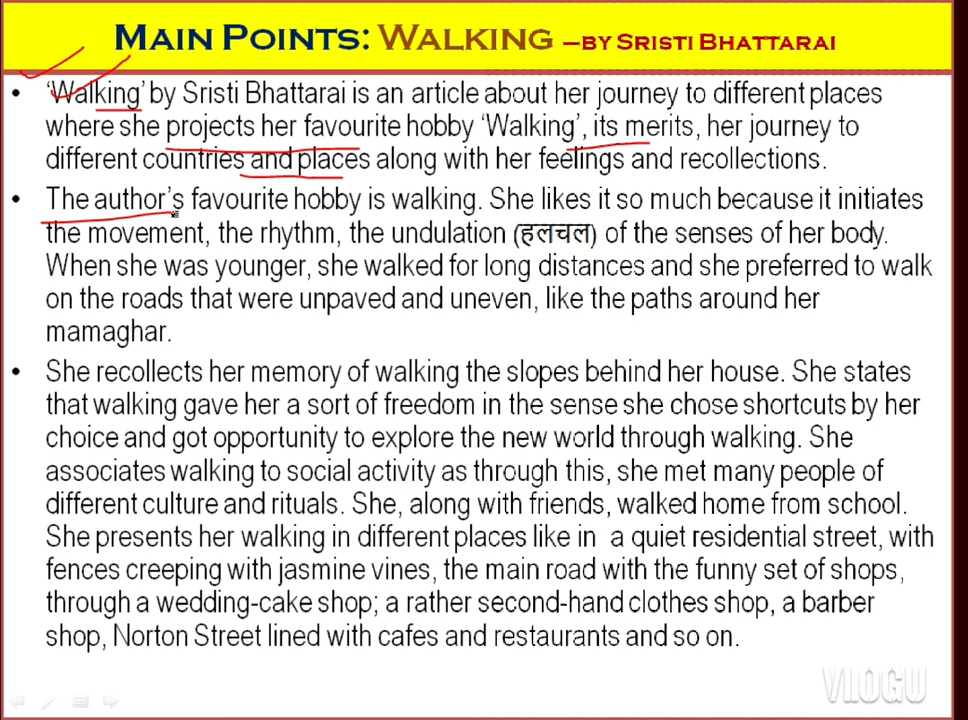 MAIN POINTS: WALKING –BY SRISTI BHATTARAI
• 'Walking' by Sristi Bhattarai is an article about her journey to different places
where she projects her favourite hobby 'Walking', its merits, her journey to
different countries and places along with her feelings and recollections.
• The author's favourite hobby is walking. She likes it so much because it initiates
the movement, the rhythm, the undulation (हलचल) of the senses of her body.
When she was younger, she walked for long distances and she preferred to walk
on the roads that were unpaved and uneven, like the paths around her
mamaghar.
• She recollects her memory of walking the slopes behind her house. She states
that walking gave her a sort of freedom in the sense she chose shortcuts by her
choice and got opportunity to explore the new world through walking. She
associates walking to social activity as through this, she met many people of
different culture and rituals. She, along with friends, walked home from school.
She presents her walking in different places like in a quiet residential street, with
fences creeping with jasmine vines, the main road with the funny set of shops,
through a wedding-cake shop; a rather second-hand clothes shop, a barber
shop, Norton Street lined with cafes and restaurants and so on.
VLOGU